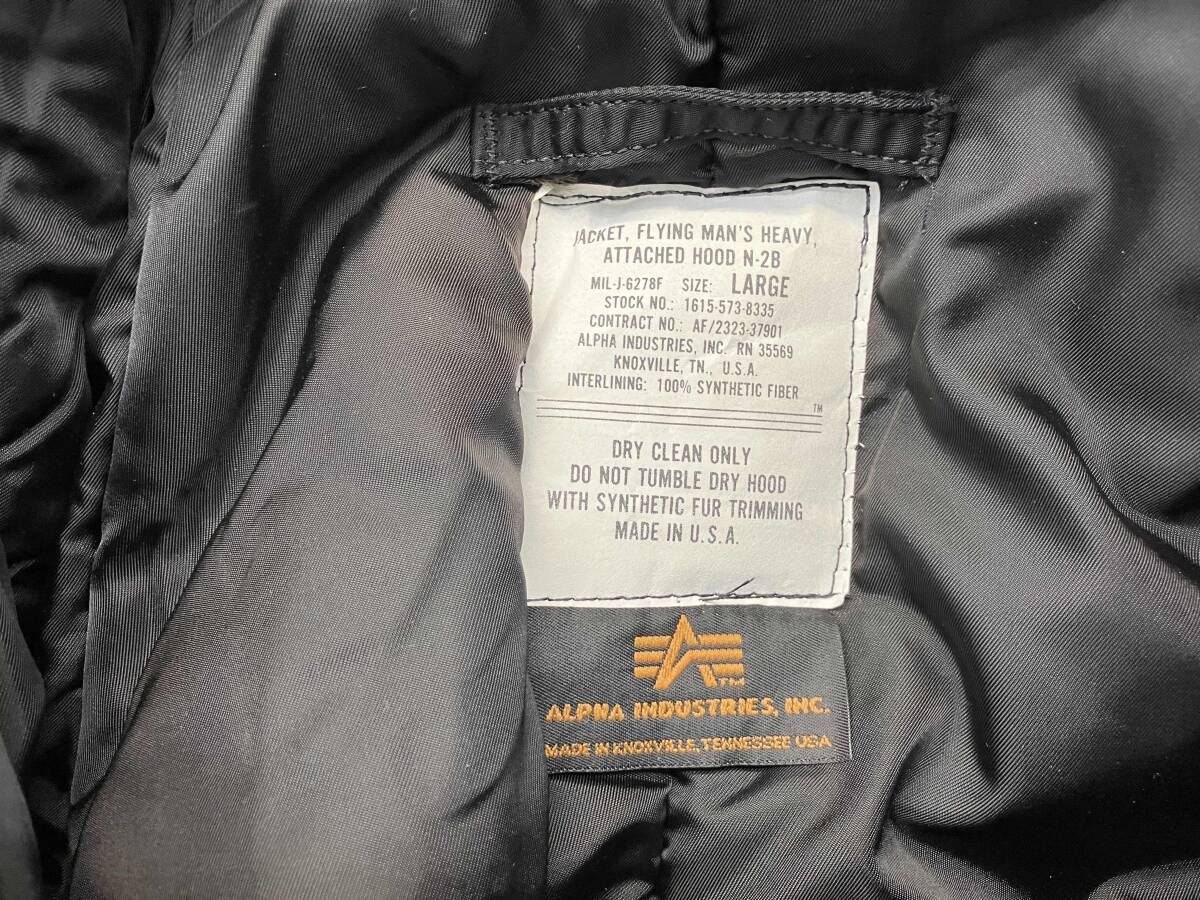 JACKET, FLYING MAN'S HEAVY,
ATTACHED HOOD N-2B
MIL-J-6278F SIZE: LARGE
STOCK NO.: 1615-573-8335
CONTRACT NO.: AF/2323-37901
ALPHA INDUSTRIES, INC. RN 35569
KNOXVILLE, TN., U.S.A.
INTERLINING: 100% SYNTHETIC FIBER
TM
DRY CLEAN ONLY
DO NOT TUMBLE DRY HOOD
WITH SYNTHETIC FUR TRIMMING
MADE IN U.S.A.
TM
ALPHA INDUSTRIES, INC.
MADE IN KNOXVILLE, TENNESSEE USA